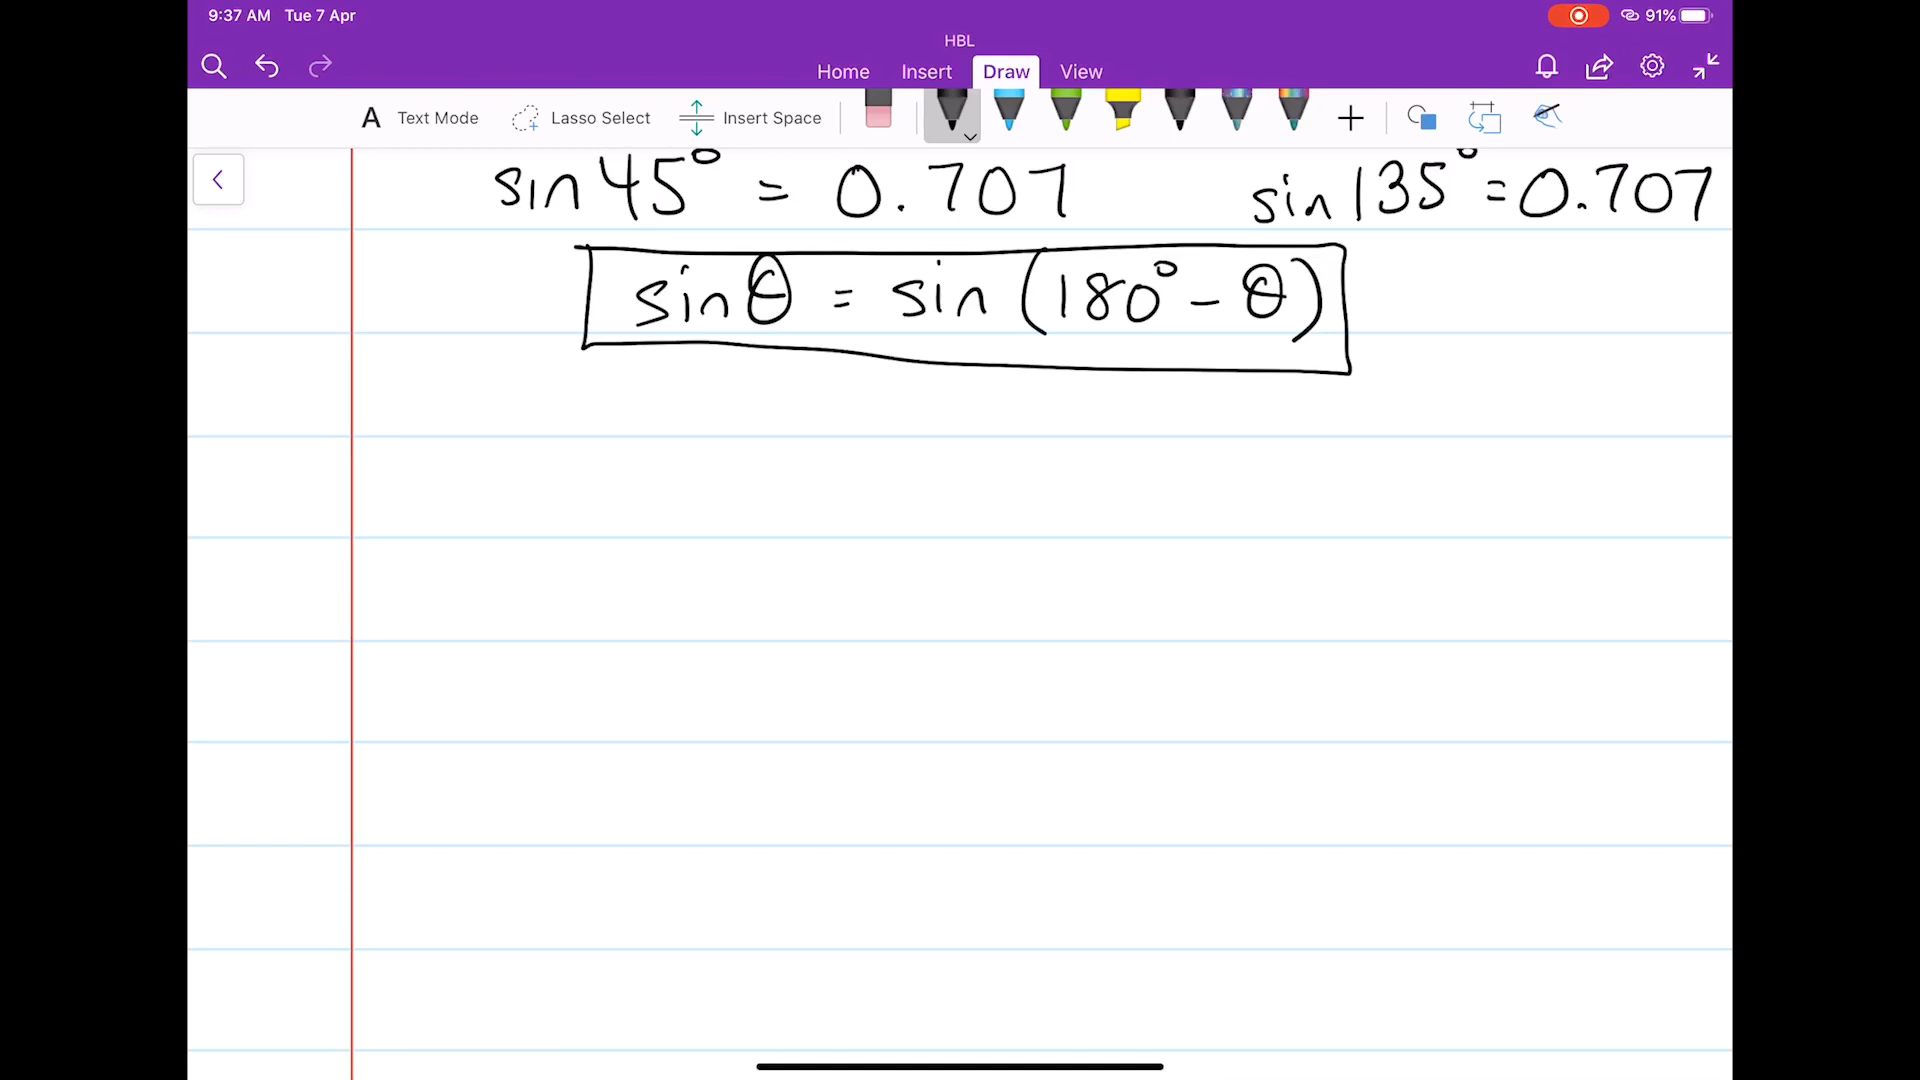 9:37 AM Tue 7 Apr
91%
HBL
Home Insert Draw View
A Text Mode Lasso Select Insert Space
sin 45° = 0.707 sin 135° = 0.707
sin θ = sin (180° - θ)